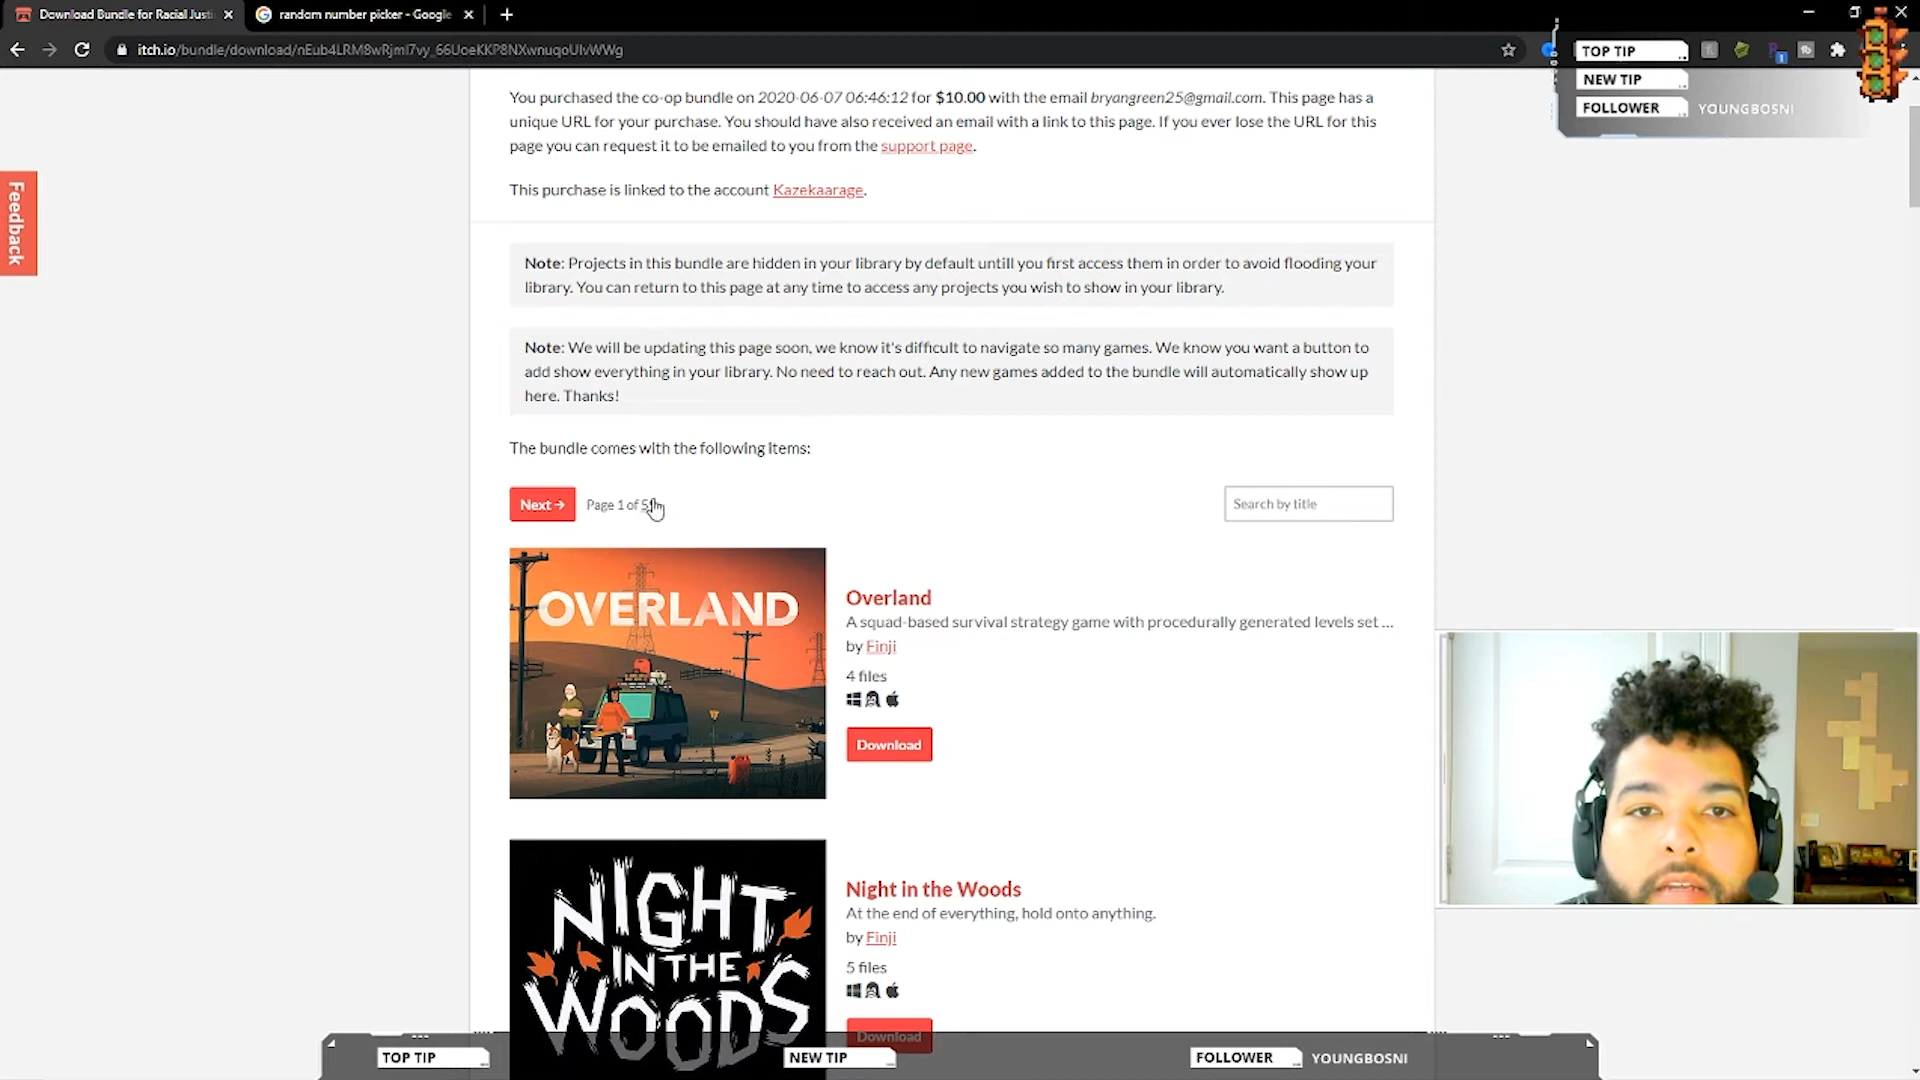 Download Bundle for Racial Justi
random number picker - Google
TOP TIP
NEW TIP
FOLLOWER YOUNGBOSNI
You purchased the co-op bundle on 2020-06-07 06:46:12 for $10.00 with the email bryangreen25@gmail.com. This page has a
unique URL for your purchase. You should have also received an email with a link to this page. If you ever lose the URL for this
page you can request it to be emailed to you from the support page.
This purchase is linked to the account Kazekaarage.
Feedback
Note: Projects in this bundle are hidden in your library by default untill you first access them in order to avoid flooding your
library. You can return to this page at any time to access any projects you wish to show in your library.
Note: We will be updating this page soon, we know it's difficult to navigate so many games. We know you want a button to
add show everything in your library. No need to reach out. Any new games added to the bundle will automatically show up
here. Thanks!
The bundle comes with the following items:
Next → Page 1 of
Search by title
OVERLAND
Overland
A squad-based survival strategy game with procedurally generated levels set ...
by Finji
4 files
Download
NIGHT
IN THE
WOODS
Night in the Woods
At the end of everything, hold onto anything.
by Finji
5 files
Download
TOP TIP
NEW TIP
FOLLOWER YOUNGBOSNI